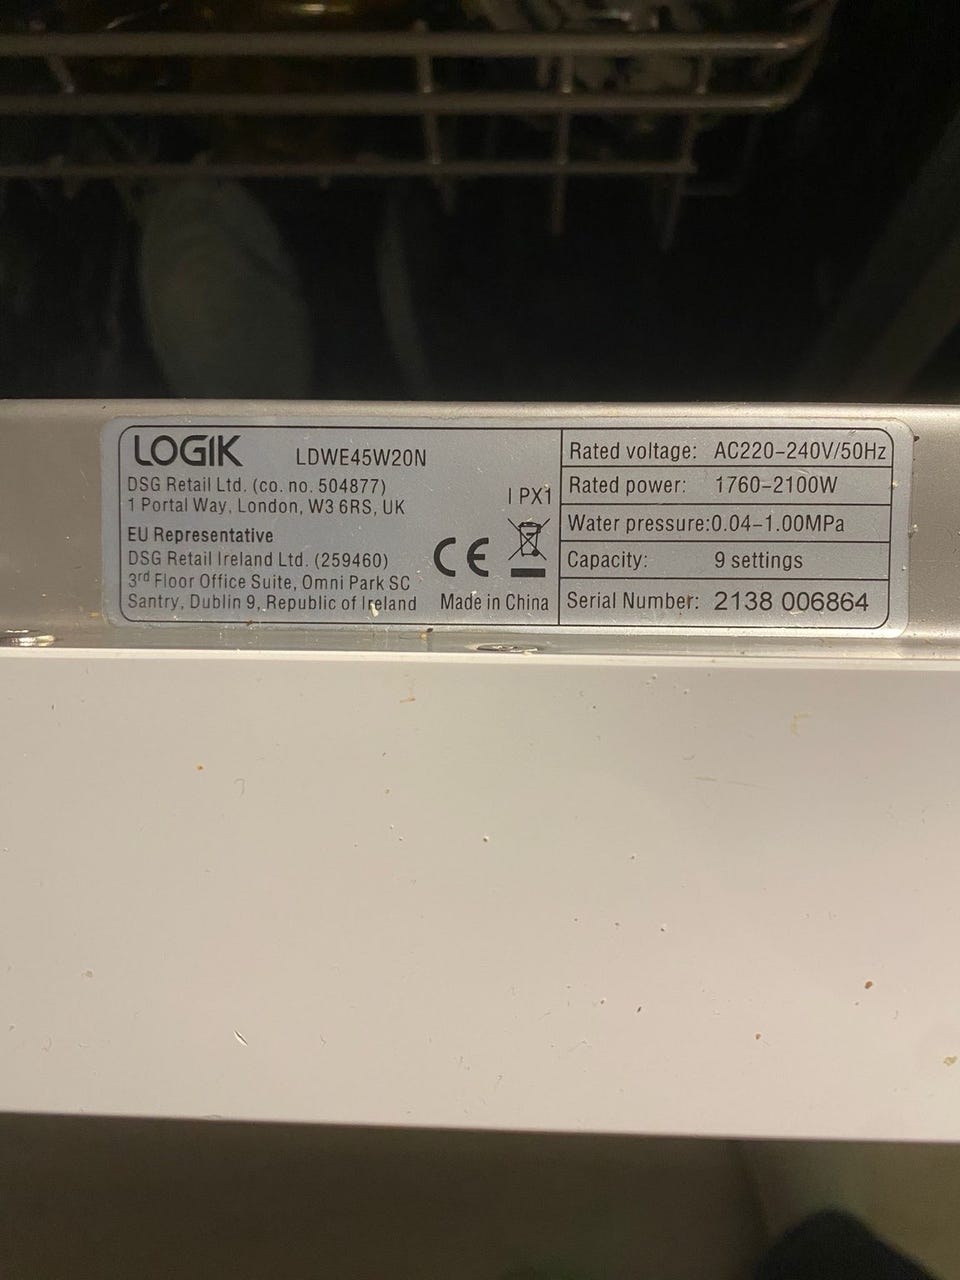 LOGIK LDWE45W20N
DSG Retail Ltd. (co. no. 504877)
1 Portal Way, London, W3 6RS, UK
EU Representative
DSG Retail Ireland Ltd. (259460)
3rd Floor Office Suite, Omni Park SC
Santry, Dublin 9, Republic of Ireland
IPX1
CE
Made in China
Rated voltage: AC220-240V/50Hz
Rated power: 1760-2100W
Water pressure:0.04-1.00MPa
Capacity: 9 settings
Serial Number: 2138 006864